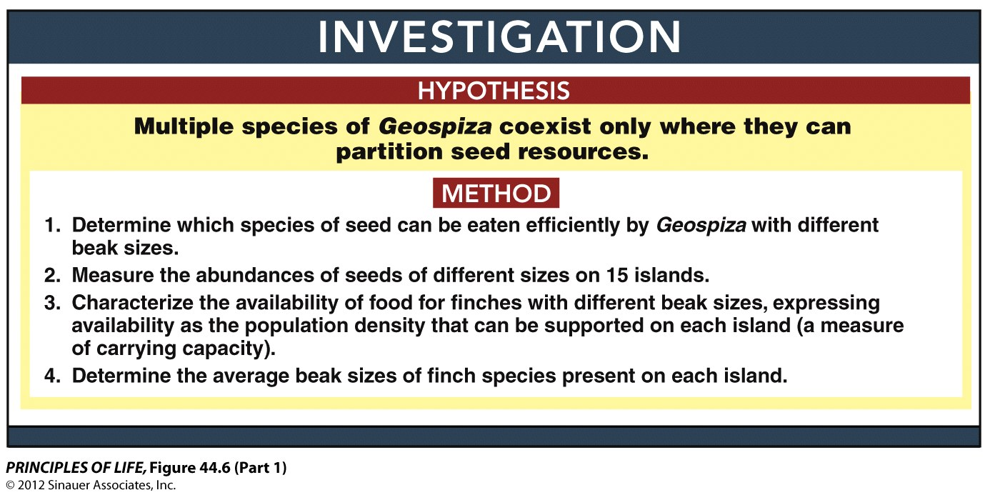 INVESTIGATION
HYPOTHESIS
Multiple species of Geospiza coexist only where they can
partition seed resources.
METHOD
1. Determine which species of seed can be eaten efficiently by Geospiza with different
beak sizes.
2. Measure the abundances of seeds of different sizes on 15 islands.
3. Characterize the availability of food for finches with different beak sizes, expressing
availability as the population density that can be supported on each island (a measure
of carrying capacity).
4. Determine the average beak sizes of finch species present on each island.
PRINCIPLES OF LIFE, Figure 44.6 (Part 1)
© 2012 Sinauer Associates, Inc.